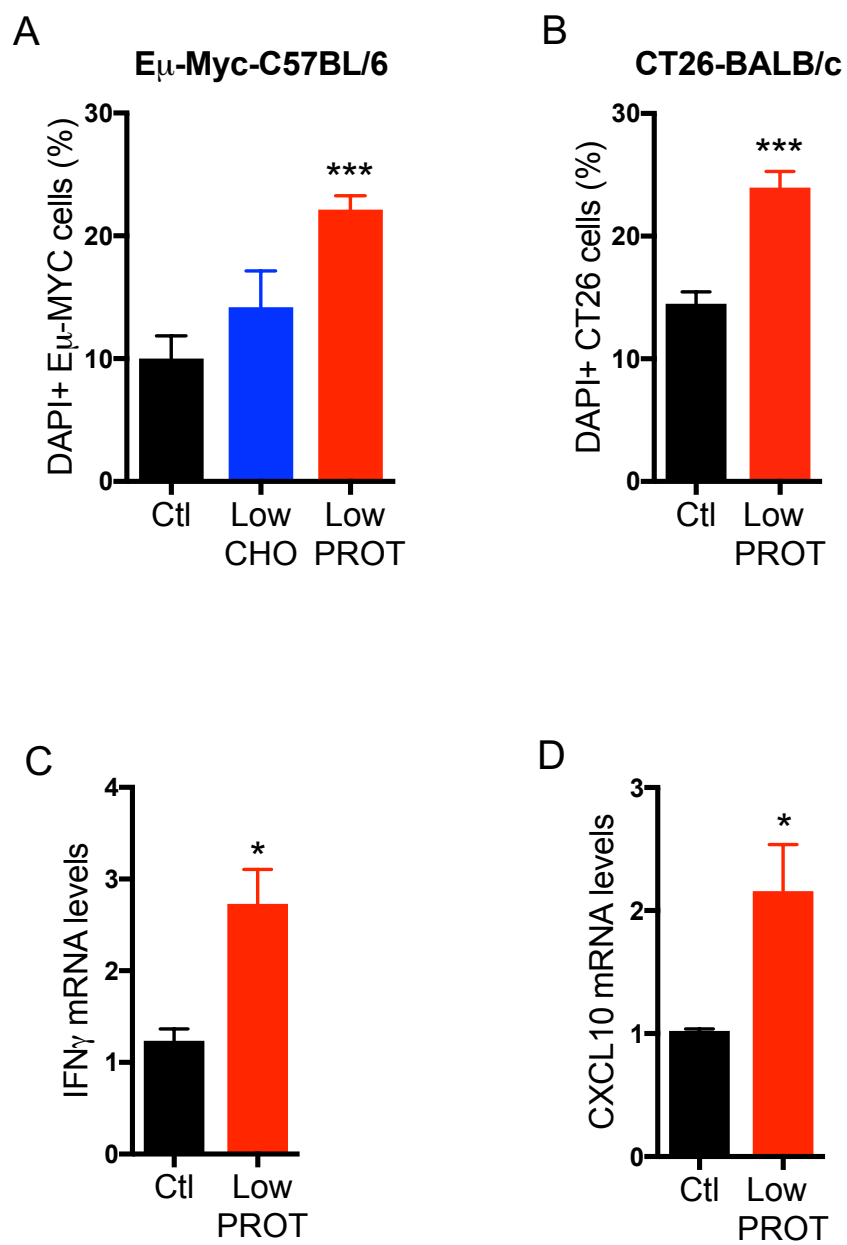 A
Eμ-Myc-C57BL/6
DAPI+ Eμ-MYC cells (%)
30
20
10
0
***
Ctl
Low
CHO
Low
PROT
B
CT26-BALB/c
DAPI+ CT26 cells (%)
30
20
10
0
***
Ctl
Low
PROT
C
IFNγ mRNA levels
4
3
2
1
0
*
Ctl
Low
PROT
D
CXCL10 mRNA levels
3
2
1
0
*
Ctl
Low
PROT